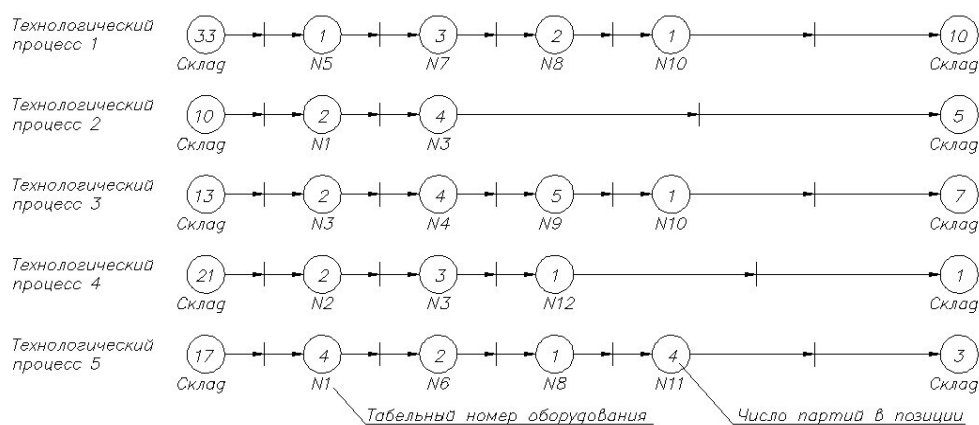 Технологический
процесс 1
33 1 3 2 1 10
Склад N5 N7 N8 N10 Склад
Технологический
процесс 2
10 2 4 5
Склад N1 N3 Склад
Технологический
процесс 3
13 2 4 5 1 7
Склад N3 N4 N9 N10 Склад
Технологический
процесс 4
21 2 3 1 1
Склад N2 N3 N12 Склад
Технологический
процесс 5
17 4 2 1 4 3
Склад N1 N6 N8 N11 Склад
Табельный номер оборудования Число партий в позиции